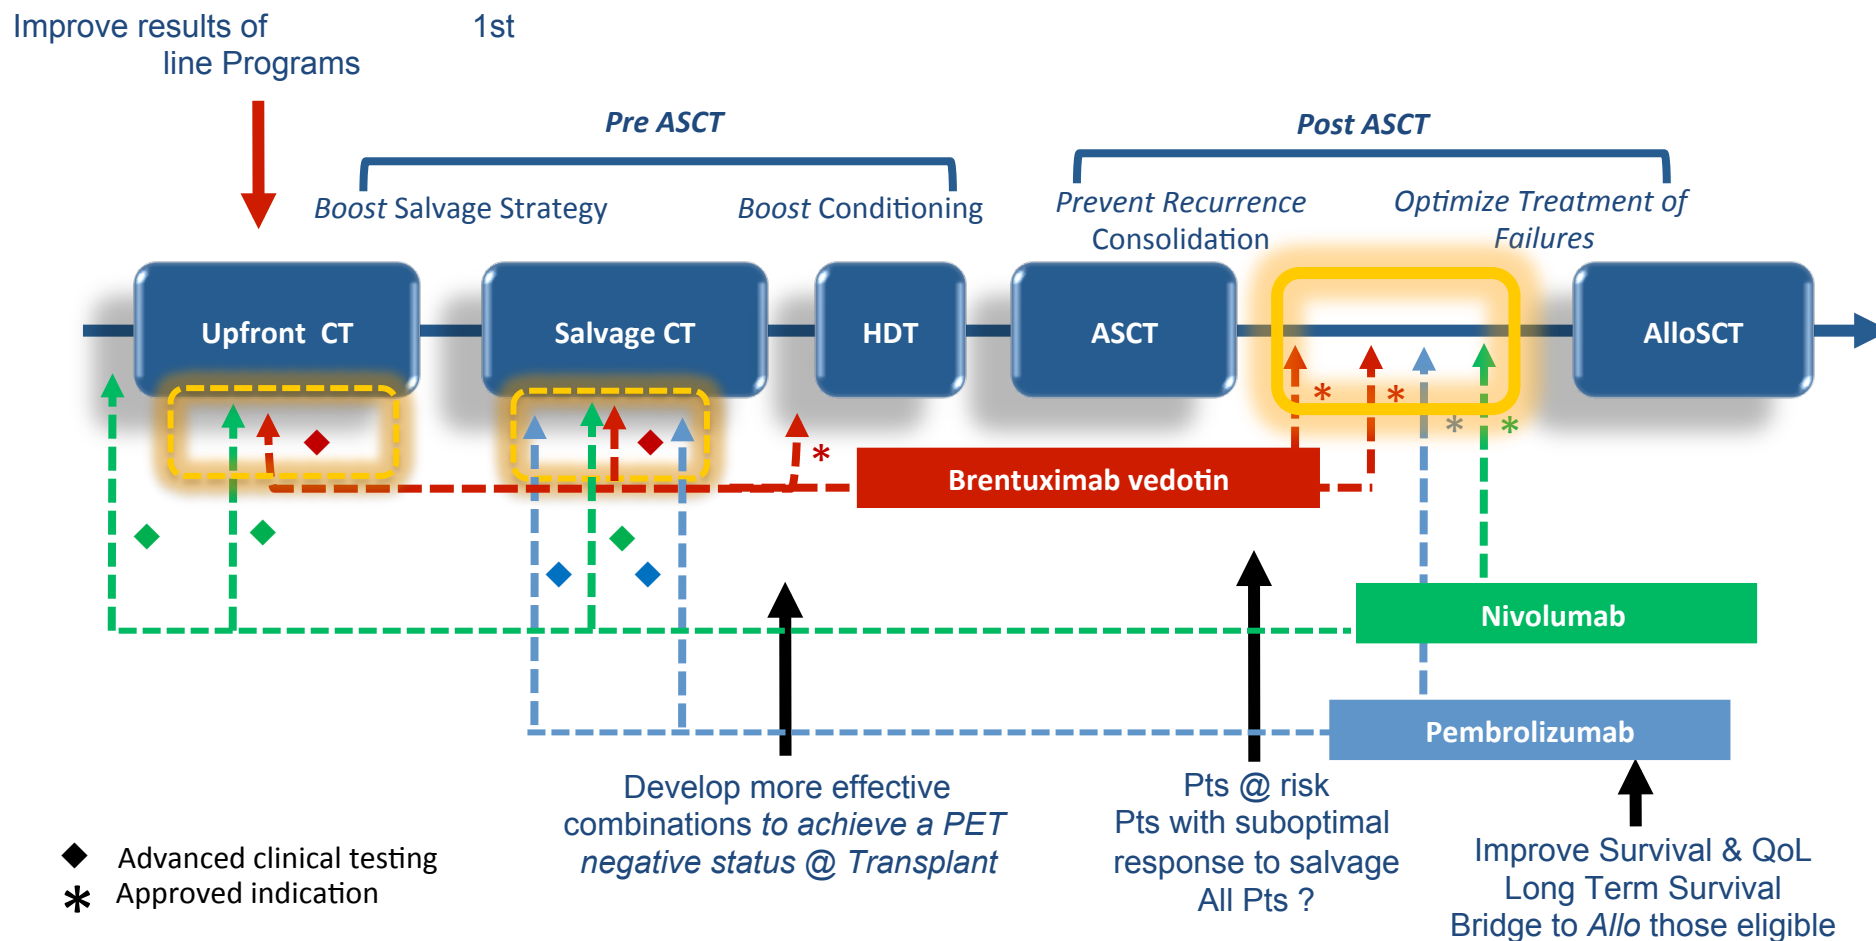 Improve results of 1st
line Programs
Pre ASCT
Post ASCT
Boost Salvage Strategy
Boost Conditioning
Prevent Recurrence
Consolidation
Optimize Treatment of
Failures
Upfront CT
Salvage CT
HDT
ASCT
AlloSCT
*
*
*
*
*
Brentuximab vedotin
Nivolumab
Pembrolizumab
Develop more effective
combinations to achieve a PET
negative status @ Transplant
Pts @ risk
Pts with suboptimal
response to salvage
All Pts ?
Improve Survival & QoL
Long Term Survival
Bridge to Allo those eligible
◆ Advanced clinical testing
* Approved indication